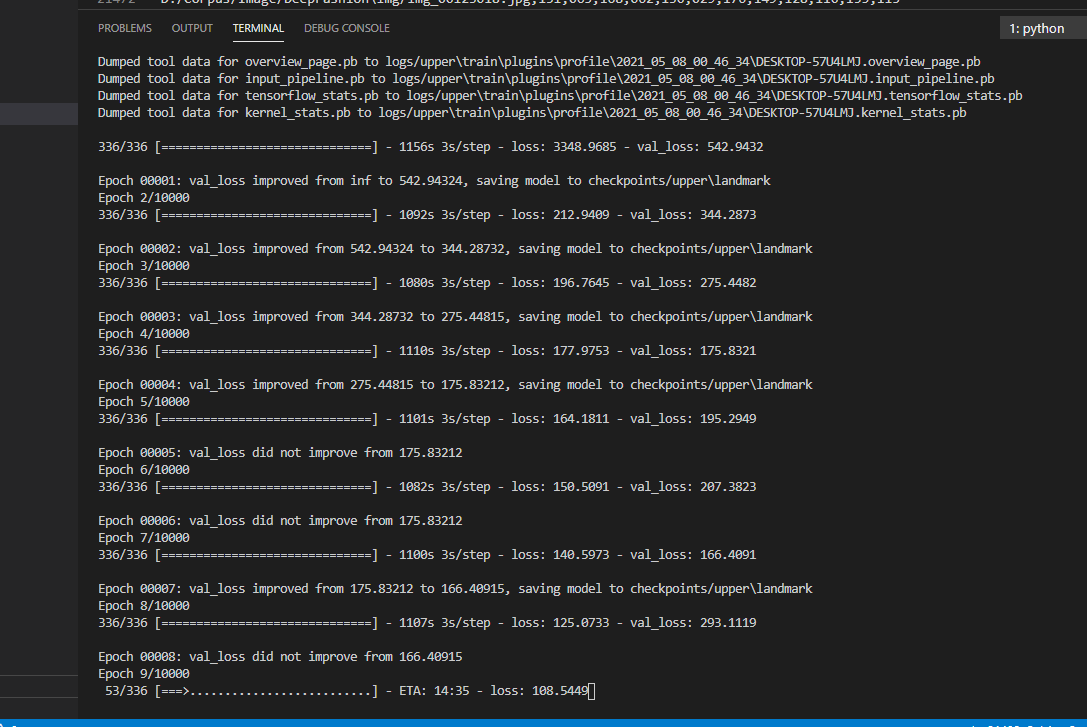 PROBLEMS OUTPUT TERMINAL DEBUG CONSOLE 1: python
Dumped tool data for overview_page.pb to logs/upper\train\plugins\profile\2021_05_08_00_46_34\DESKTOP-57U4LMJ.overview_page.pb
Dumped tool data for input_pipeline.pb to logs/upper\train\plugins\profile\2021_05_08_00_46_34\DESKTOP-57U4LMJ.input_pipeline.pb
Dumped tool data for tensorflow_stats.pb to logs/upper\train\plugins\profile\2021_05_08_00_46_34\DESKTOP-57U4LMJ.tensorflow_stats.pb
Dumped tool data for kernel_stats.pb to logs/upper\train\plugins\profile\2021_05_08_00_46_34\DESKTOP-57U4LMJ.kernel_stats.pb
336/336 [==============================] - 1156s 3s/step - loss: 3348.9685 - val_loss: 542.9432
Epoch 00001: val_loss improved from inf to 542.94324, saving model to checkpoints/upper\landmark
Epoch 2/10000
336/336 [==============================] - 1092s 3s/step - loss: 212.9409 - val_loss: 344.2873
Epoch 00002: val_loss improved from 542.94324 to 344.28732, saving model to checkpoints/upper\landmark
Epoch 3/10000
336/336 [==============================] - 1080s 3s/step - loss: 196.7645 - val_loss: 275.4482
Epoch 00003: val_loss improved from 344.28732 to 275.44815, saving model to checkpoints/upper\landmark
Epoch 4/10000
336/336 [==============================] - 1110s 3s/step - loss: 177.9753 - val_loss: 175.8321
Epoch 00004: val_loss improved from 275.44815 to 175.83212, saving model to checkpoints/upper\landmark
Epoch 5/10000
336/336 [==============================] - 1101s 3s/step - loss: 164.1811 - val_loss: 195.2949
Epoch 00005: val_loss did not improve from 175.83212
Epoch 6/10000
336/336 [==============================] - 1082s 3s/step - loss: 150.5091 - val_loss: 207.3823
Epoch 00006: val_loss did not improve from 175.83212
Epoch 7/10000
336/336 [==============================] - 1100s 3s/step - loss: 140.5973 - val_loss: 166.4091
Epoch 00007: val_loss improved from 175.83212 to 166.40915, saving model to checkpoints/upper\landmark
Epoch 8/10000
336/336 [==============================] - 1107s 3s/step - loss: 125.0733 - val_loss: 293.1119
Epoch 00008: val_loss did not improve from 166.40915
Epoch 9/10000
53/336 [===>..........................] - ETA: 14:35 - loss: 108.5449